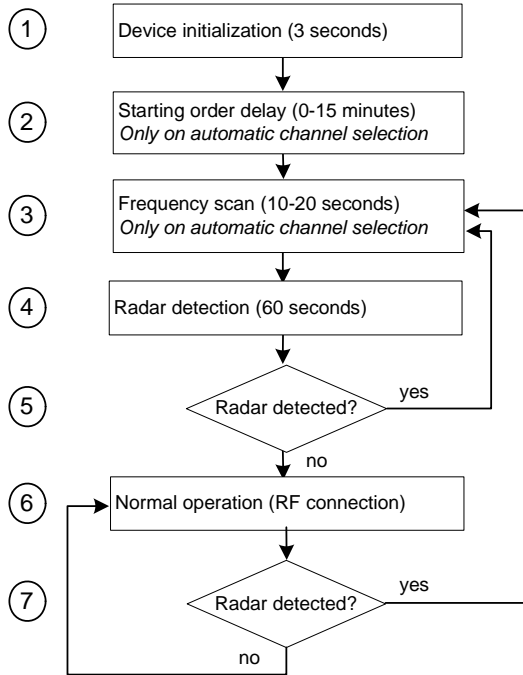 1
Device initialization (3 seconds)
2
Starting order delay (0-15 minutes)
Only on automatic channel selection
3
Frequency scan (10-20 seconds)
Only on automatic channel selection
4
Radar detection (60 seconds)
5
Radar detected?
yes
no
6
Normal operation (RF connection)
7
Radar detected?
yes
no